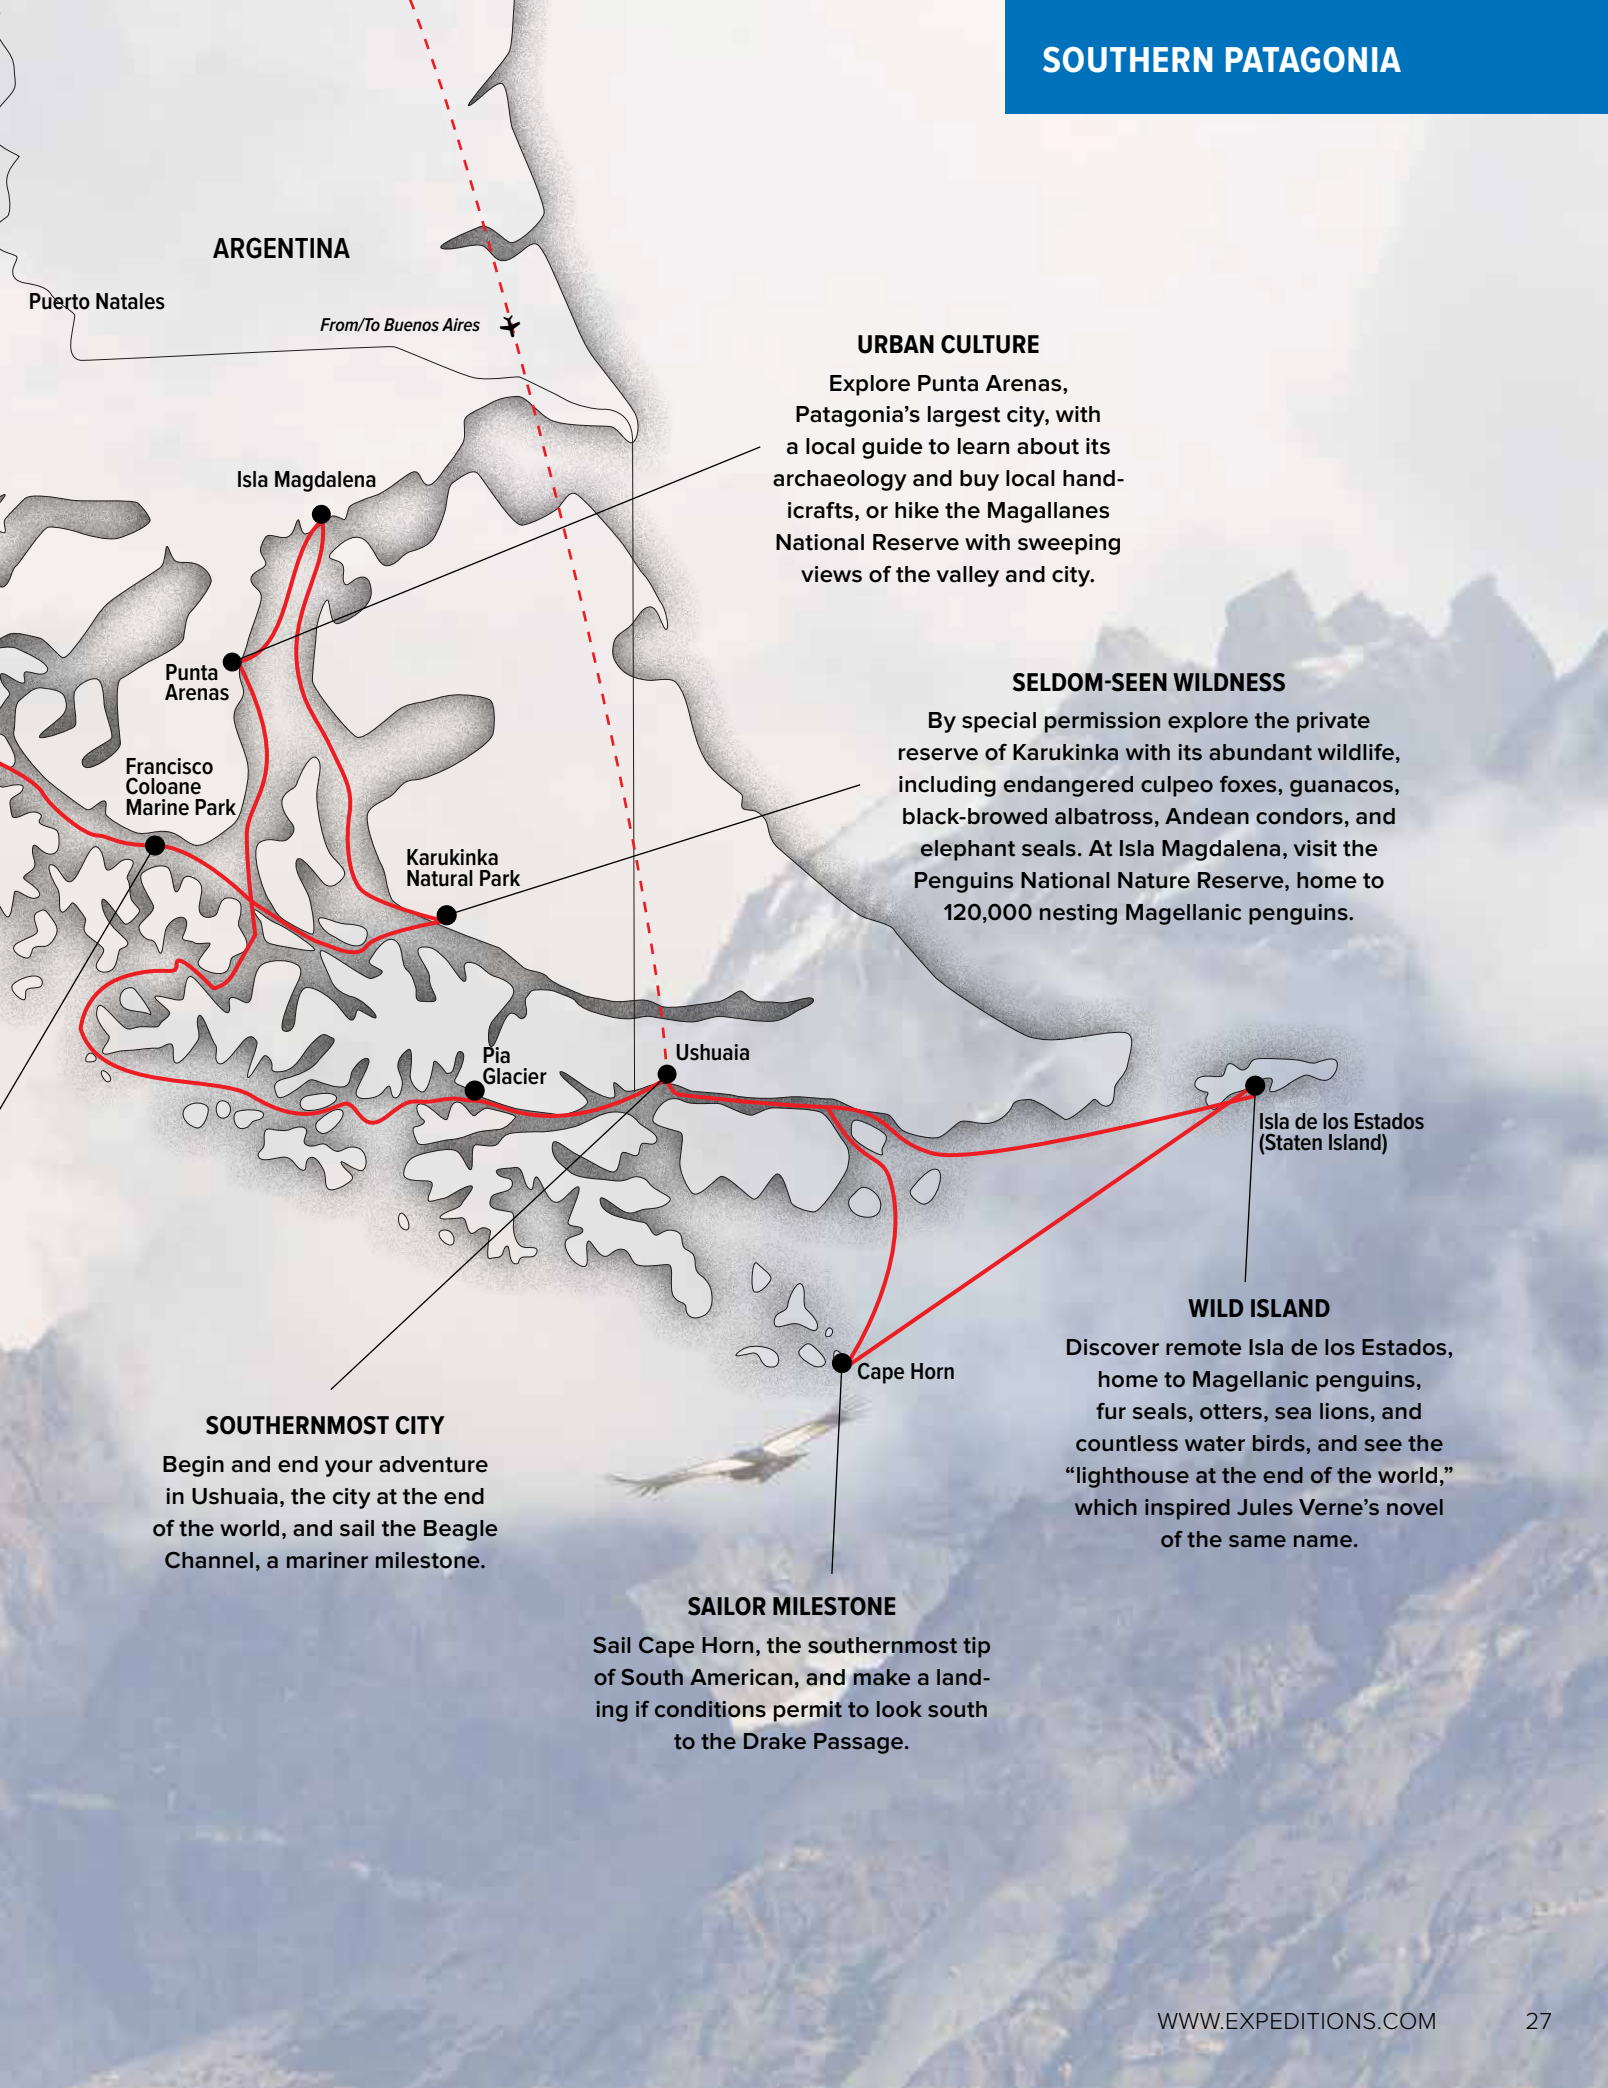 SOUTHERN PATAGONIA
ARGENTINA
Puerto Natales
From/To Buenos Aires
URBAN CULTURE
Explore Punta Arenas,
Patagonia’s largest city, with
a local guide to learn about its
archaeology and buy local hand-
icrafts, or hike the Magallanes
National Reserve with sweeping
views of the valley and city.
Isla Magdalena
Punta
Arenas
SELDOM-SEEN WILDNESS
By special permission explore the private
reserve of Karukinka with its abundant wildlife,
including endangered culpeo foxes, guanacos,
black-browed albatross, Andean condors, and
elephant seals. At Isla Magdalena, visit the
Penguins National Nature Reserve, home to
120,000 nesting Magellanic penguins.
Francisco
Coloane
Marine Park
Karukinka
Natural Park
Pia
Glacier
Ushuaia
Isla de los Estados
(Staten Island)
Cape Horn
WILD ISLAND
Discover remote Isla de los Estados,
home to Magellanic penguins,
fur seals, otters, sea lions, and
countless water birds, and see the
“lighthouse at the end of the world,”
which inspired Jules Verne’s novel
of the same name.
SOUTHERNMOST CITY
Begin and end your adventure
in Ushuaia, the city at the end
of the world, and sail the Beagle
Channel, a mariner milestone.
SAILOR MILESTONE
Sail Cape Horn, the southernmost tip
of South American, and make a land-
ing if conditions permit to look south
to the Drake Passage.
WWW.EXPEDITIONS.COM
27